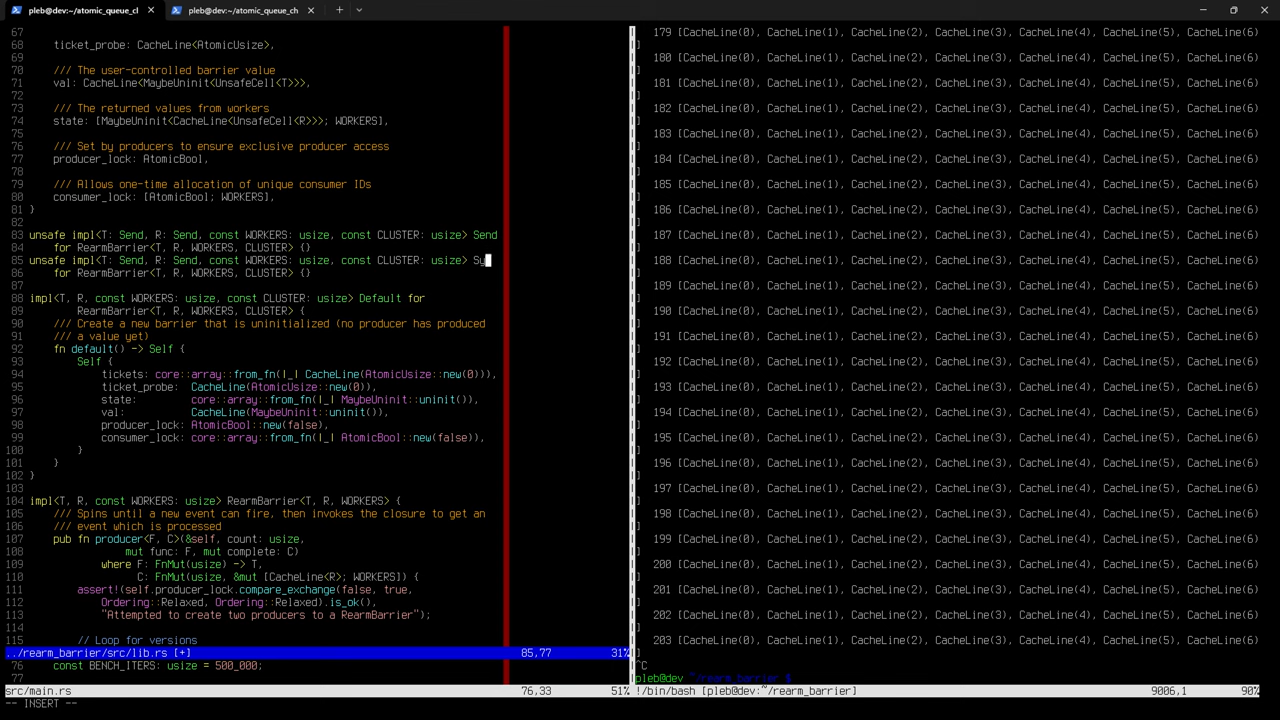 pleb@dev:~/atomic_queue_cl
pleb@dev:~/atomic_queue_ch
67
68 ticket_probe: CacheLine<AtomicUsize>,
69
70 /// The user-controlled barrier value
71 val: CacheLine<MaybeUninit<UnsafeCell<T>>>,
72
73 /// The returned values from workers
74 state: [MaybeUninit<CacheLine<UnsafeCell<R>>>; WORKERS],
75
76 /// Set by producers to ensure exclusive producer access
77 producer_lock: AtomicBool,
78
79 /// Allows one-time allocation of unique consumer IDs
80 consumer_lock: [AtomicBool; WORKERS],
81 }
82
83 unsafe impl<T: Send, R: Send, const WORKERS: usize, const CLUSTER: usize> Send
84 for RearmBarrier<T, R, WORKERS, CLUSTER> {}
85 unsafe impl<T: Send, R: Send, const WORKERS: usize, const CLUSTER: usize> Sy
86 for RearmBarrier<T, R, WORKERS, CLUSTER> {}
87
88 impl<T, R, const WORKERS: usize, const CLUSTER: usize> Default for
89 RearmBarrier<T, R, WORKERS, CLUSTER> {
90 /// Create a new barrier that is uninitialized (no producer has produced
91 /// a value yet)
92 fn default() -> Self {
93 Self {
94 tickets: core::array::from_fn(|_| CacheLine(AtomicUsize::new(0))),
95 ticket_probe: CacheLine(AtomicUsize::new(0)),
96 state: core::array::from_fn(|_| MaybeUninit::uninit()),
97 val: CacheLine(MaybeUninit::uninit()),
98 producer_lock: AtomicBool::new(false),
99 consumer_lock: core::array::from_fn(|_| AtomicBool::new(false)),
100 }
101 }
102 }
103
104 impl<T, R, const WORKERS: usize> RearmBarrier<T, R, WORKERS> {
105 /// Spins until a new event can fire, then invokes the closure to get an
106 /// event which is processed
107 pub fn producer<F, C>(&self, count: usize,
108 mut func: F, mut complete: C)
109 where F: FnMut(usize) -> T,
110 C: FnMut(usize, &mut [CacheLine<R>; WORKERS]) {
111 assert!(self.producer_lock.compare_exchange(false, true,
112 Ordering::Relaxed, Ordering::Relaxed).is_ok(),
113 "Attempted to create two producers to a RearmBarrier");
114
115 // Loop for versions
../rearm_barrier/src/lib.rs [+] 85,77 31%
76 const BENCH_ITERS: usize = 500_000;
77
src/main.rs 76,33 51%
-- INSERT --
179 [CacheLine(0), CacheLine(1), CacheLine(2), CacheLine(3), CacheLine(4), CacheLine(5), CacheLine(6)
]
180 [CacheLine(0), CacheLine(1), CacheLine(2), CacheLine(3), CacheLine(4), CacheLine(5), CacheLine(6)
]
181 [CacheLine(0), CacheLine(1), CacheLine(2), CacheLine(3), CacheLine(4), CacheLine(5), CacheLine(6)
]
182 [CacheLine(0), CacheLine(1), CacheLine(2), CacheLine(3), CacheLine(4), CacheLine(5), CacheLine(6)
]
183 [CacheLine(0), CacheLine(1), CacheLine(2), CacheLine(3), CacheLine(4), CacheLine(5), CacheLine(6)
]
184 [CacheLine(0), CacheLine(1), CacheLine(2), CacheLine(3), CacheLine(4), CacheLine(5), CacheLine(6)
]
185 [CacheLine(0), CacheLine(1), CacheLine(2), CacheLine(3), CacheLine(4), CacheLine(5), CacheLine(6)
]
186 [CacheLine(0), CacheLine(1), CacheLine(2), CacheLine(3), CacheLine(4), CacheLine(5), CacheLine(6)
]
187 [CacheLine(0), CacheLine(1), CacheLine(2), CacheLine(3), CacheLine(4), CacheLine(5), CacheLine(6)
]
188 [CacheLine(0), CacheLine(1), CacheLine(2), CacheLine(3), CacheLine(4), CacheLine(5), CacheLine(6)
]
189 [CacheLine(0), CacheLine(1), CacheLine(2), CacheLine(3), CacheLine(4), CacheLine(5), CacheLine(6)
]
190 [CacheLine(0), CacheLine(1), CacheLine(2), CacheLine(3), CacheLine(4), CacheLine(5), CacheLine(6)
]
191 [CacheLine(0), CacheLine(1), CacheLine(2), CacheLine(3), CacheLine(4), CacheLine(5), CacheLine(6)
]
192 [CacheLine(0), CacheLine(1), CacheLine(2), CacheLine(3), CacheLine(4), CacheLine(5), CacheLine(6)
]
193 [CacheLine(0), CacheLine(1), CacheLine(2), CacheLine(3), CacheLine(4), CacheLine(5), CacheLine(6)
]
194 [CacheLine(0), CacheLine(1), CacheLine(2), CacheLine(3), CacheLine(4), CacheLine(5), CacheLine(6)
]
195 [CacheLine(0), CacheLine(1), CacheLine(2), CacheLine(3), CacheLine(4), CacheLine(5), CacheLine(6)
]
196 [CacheLine(0), CacheLine(1), CacheLine(2), CacheLine(3), CacheLine(4), CacheLine(5), CacheLine(6)
]
197 [CacheLine(0), CacheLine(1), CacheLine(2), CacheLine(3), CacheLine(4), CacheLine(5), CacheLine(6)
]
198 [CacheLine(0), CacheLine(1), CacheLine(2), CacheLine(3), CacheLine(4), CacheLine(5), CacheLine(6)
]
199 [CacheLine(0), CacheLine(1), CacheLine(2), CacheLine(3), CacheLine(4), CacheLine(5), CacheLine(6)
]
200 [CacheLine(0), CacheLine(1), CacheLine(2), CacheLine(3), CacheLine(4), CacheLine(5), CacheLine(6)
]
201 [CacheLine(0), CacheLine(1), CacheLine(2), CacheLine(3), CacheLine(4), CacheLine(5), CacheLine(6)
]
202 [CacheLine(0), CacheLine(1), CacheLine(2), CacheLine(3), CacheLine(4), CacheLine(5), CacheLine(6)
]
203 [CacheLine(0), CacheLine(1), CacheLine(2), CacheLine(3), CacheLine(4), CacheLine(5), CacheLine(6)
]
^C
pleb@dev ~/rearm_barrier $
!/bin/bash [pleb@dev:~/rearm_barrier] 9006,1 90%